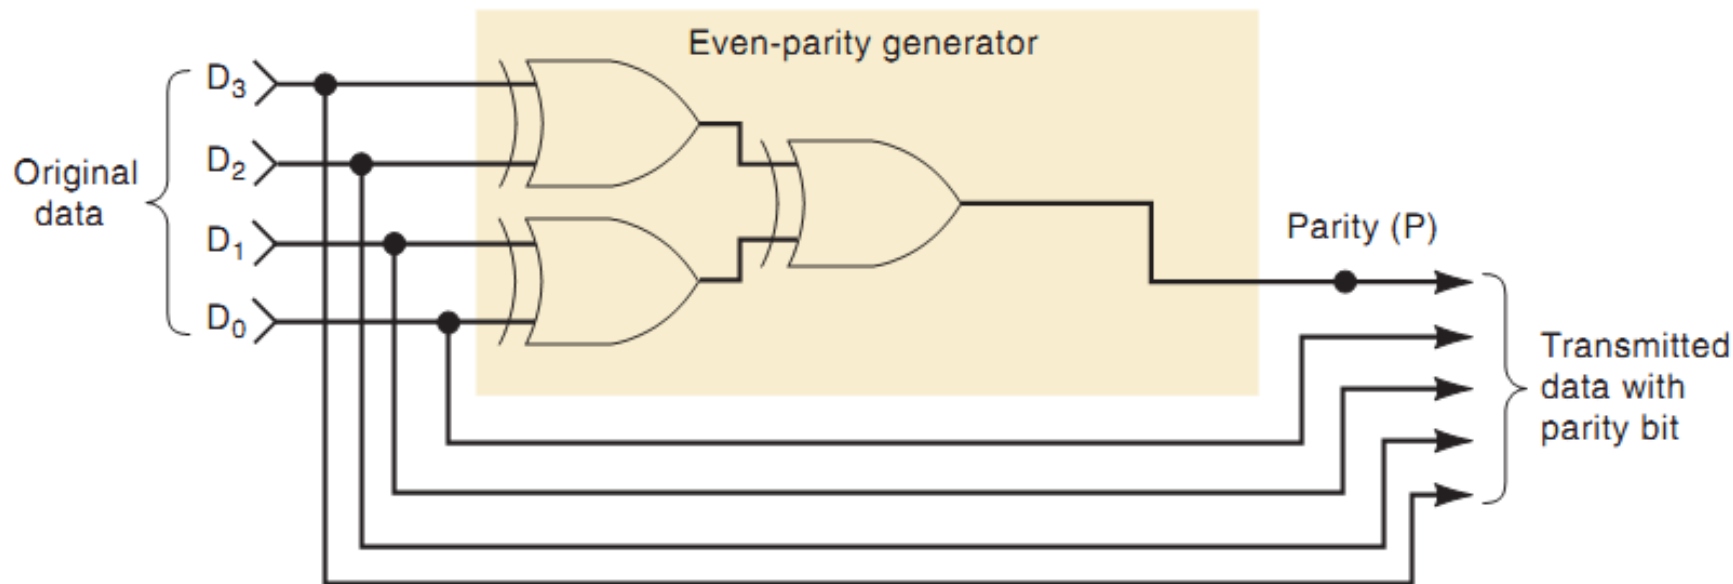 Even-parity generator
D₃
D₂
D₁
D₀
Original
data
Parity (P)
Transmitted
data with
parity bit